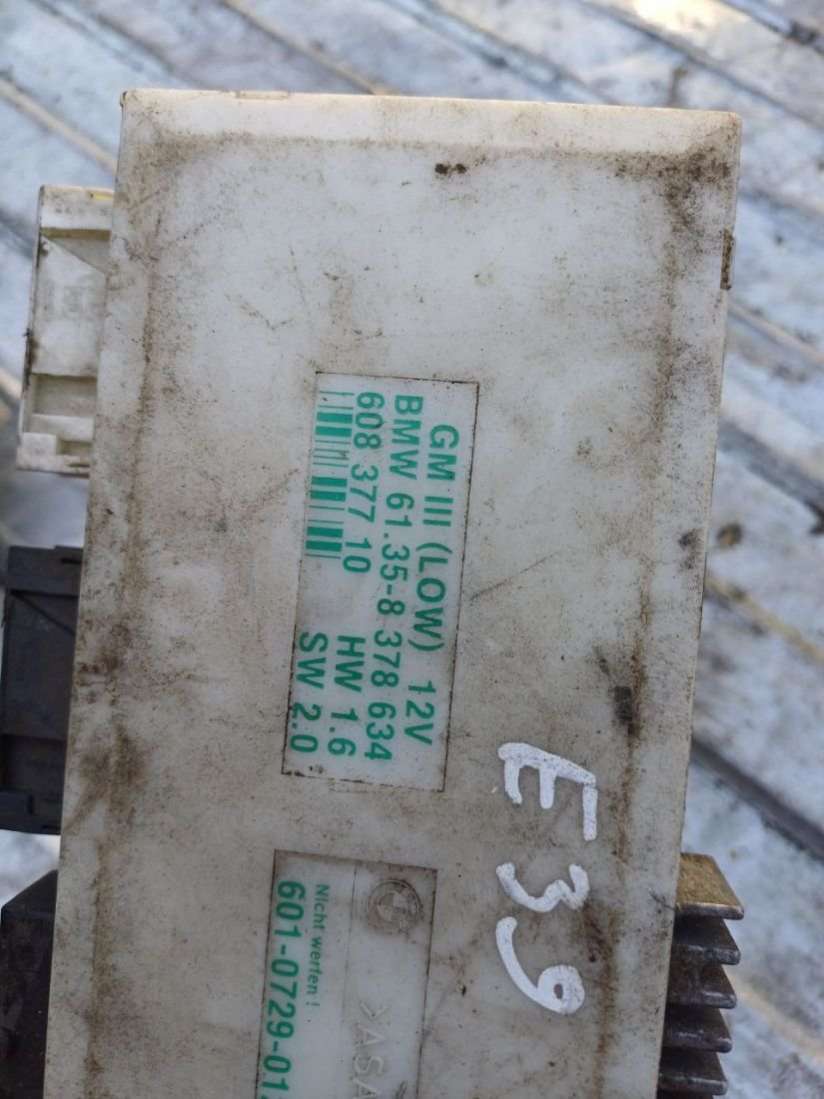 GM III (LOW) 12V
BMW 61.35-8 378 634
608 377 10 HW 1.6
SW 2.0
E39
Nicht werfen!
601-0729-01
>ASA